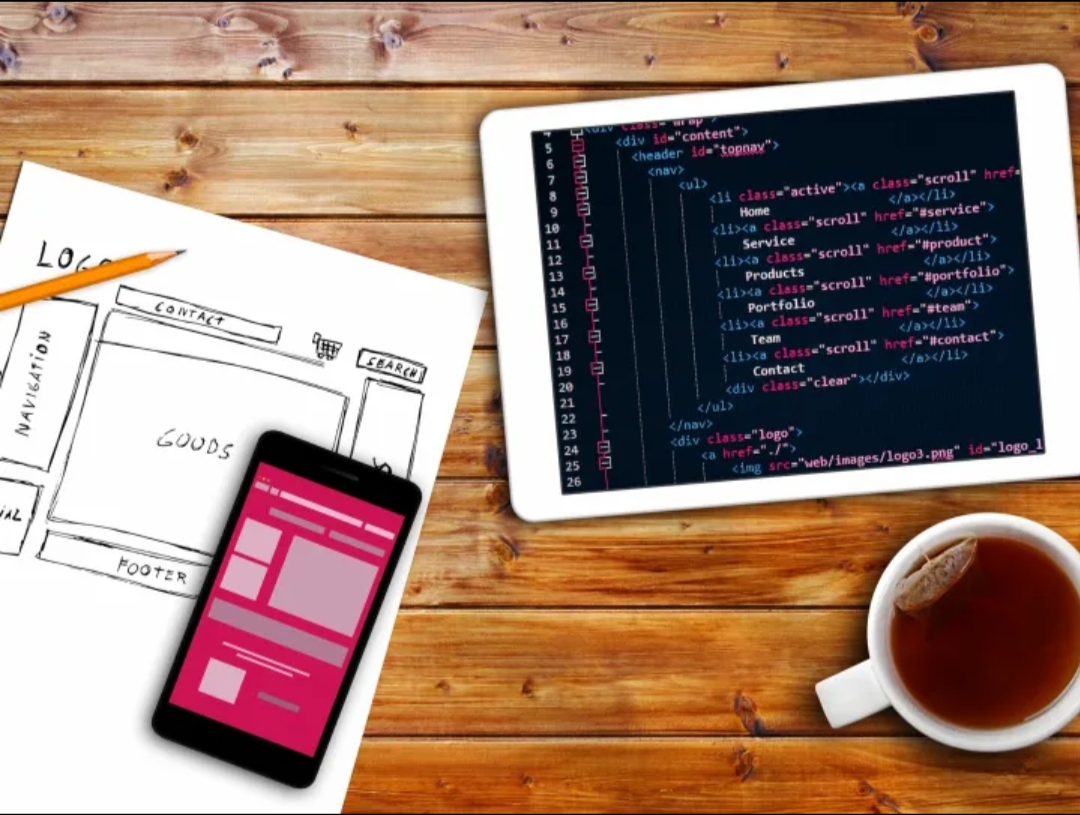 LOGO
CONTACT
NAVIGATION
SEARCH
GOODS
FOOTER
4 <div class="wrap">
5 <div id="content">
6 <header id="topnav">
7 <nav>
8 <ul>
9 <li class="active"><a class="scroll" href=
10 Home </a></li>
11 <li><a class="scroll" href="#service">
12 Service </a></li>
13 <li><a class="scroll" href="#product">
14 Products </a></li>
15 <li><a class="scroll" href="#portfolio">
16 Portfolio </a></li>
17 <li><a class="scroll" href="#team">
18 Team </a></li>
19 <li><a class="scroll" href="#contact">
20 Contact </a></li>
21 <div class="clear"></div>
22 </ul>
23 </nav>
24 <div class="logo">
25 <a href="./">
26 <img src="web/images/logo3.png" id="logo_l